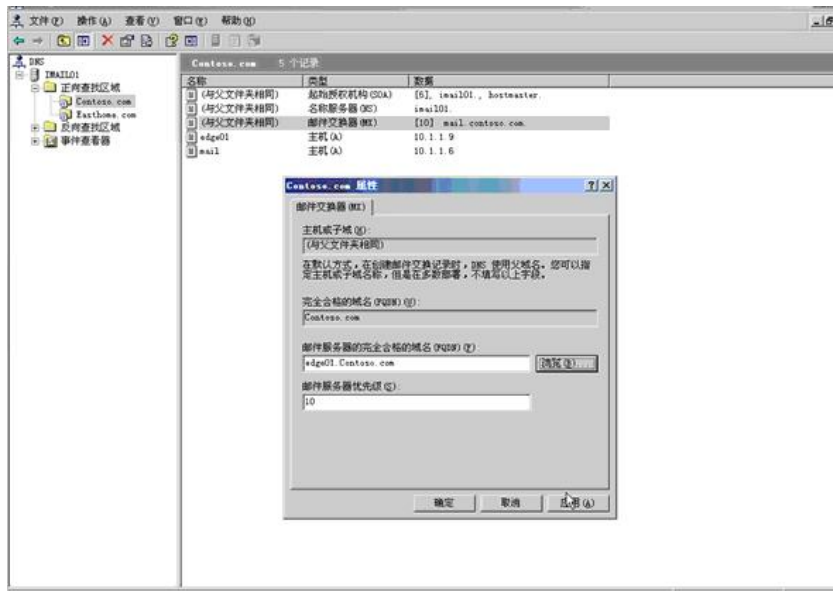 文件(F) 操作(A) 查看(V) 窗口(W) 帮助(H)
DNS
IMAIL01
正向查找区域
Contoso.com
Easthome.com
反向查找区域
事件查看器
Contoso.com 5 个记录
名称 类型 数据
(与父文件夹相同) 起始授权机构(SOA) [6], imail01., hostmaster.
(与父文件夹相同) 名称服务器(NS) imail01.
(与父文件夹相同) 邮件交换器(MX) [10] mail.contoso.com.
edge01 主机(A) 10.1.1.9
mail 主机(A) 10.1.1.6
Contoso.com 属性
邮件交换器(MX)
主机或子域(H):
(与父文件夹相同)
在默认方式，在创建邮件交换记录时，DNS 使用父域名。您可以指
定主机或子域名称，但是在多数部署，不填写以上字段。
完全合格的域名(FQDN)(U):
Contoso.com
邮件服务器的完全合格的域名(FQDN)(F):
edge01.Contoso.com
浏览(B)...
邮件服务器优先级(S):
10
确定 取消 应用(A)